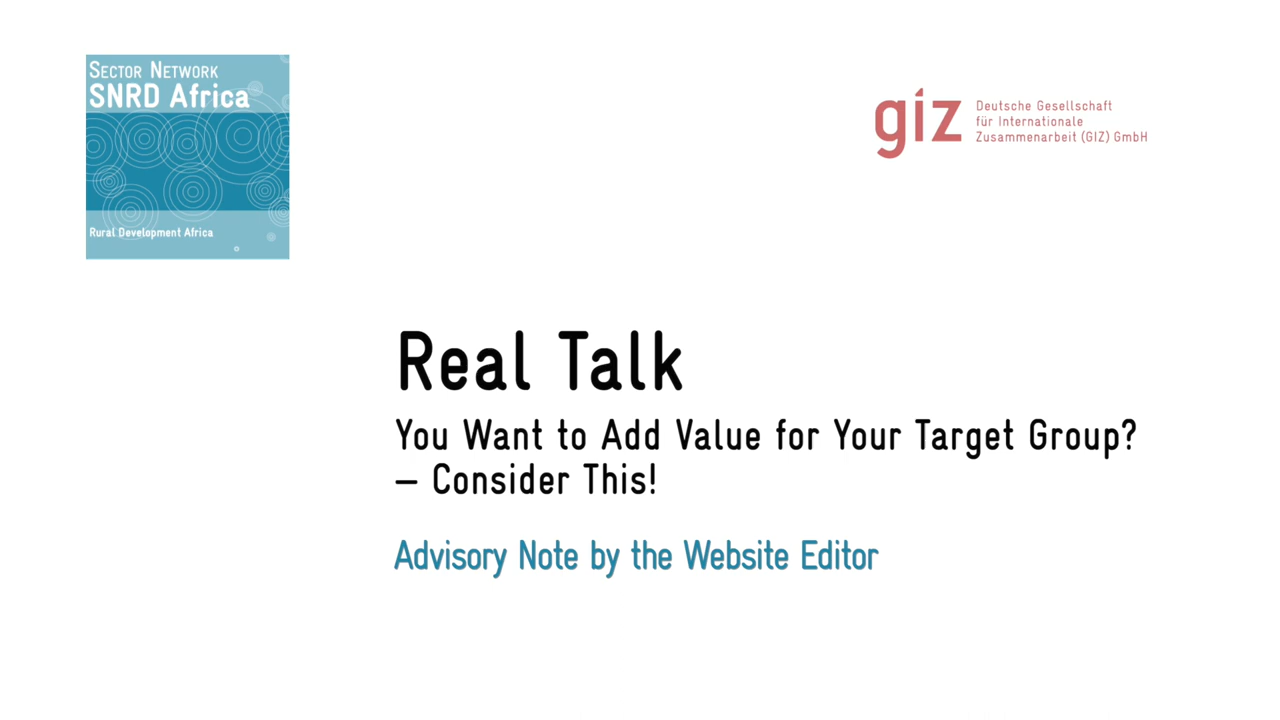 SECTOR NETWORK
SNRD Africa
Rural Development Africa
giz
Deutsche Gesellschaft
für Internationale
Zusammenarbeit (GIZ) GmbH
Real Talk
You Want to Add Value for Your Target Group?
– Consider This!
Advisory Note by the Website Editor